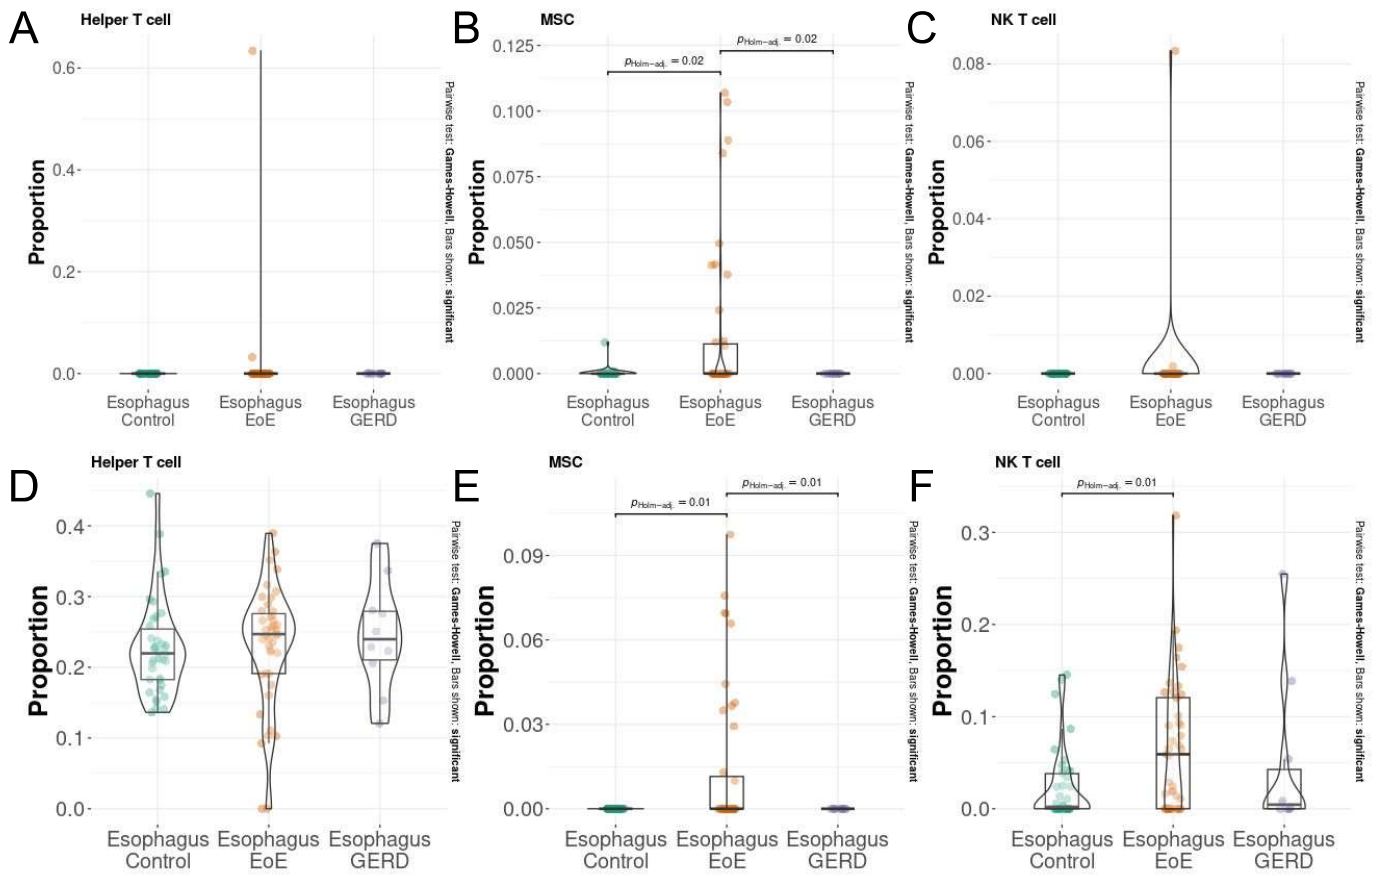 A
Helper T cell
Proportion
0.6
0.4
0.2
0.0
Esophagus
Control
Esophagus
EoE
Esophagus
GERD
Pairwise test: Games-Howell, Bars shown: significant
B
MSC
Proportion
0.125
0.100
0.075
0.050
0.025
0.000
pHolm-adj. = 0.02
pHolm-adj. = 0.02
Esophagus
Control
Esophagus
EoE
Esophagus
GERD
Pairwise test: Games-Howell, Bars shown: significant
C
NK T cell
Proportion
0.08
0.06
0.04
0.02
0.00
Esophagus
Control
Esophagus
EoE
Esophagus
GERD
Pairwise test: Games-Howell, Bars shown: significant
D
Helper T cell
Proportion
0.4
0.3
0.2
0.1
0.0
Esophagus
Control
Esophagus
EoE
Esophagus
GERD
Pairwise test: Games-Howell, Bars shown: significant
E
MSC
Proportion
0.09
0.06
0.03
0.00
pHolm-adj. = 0.01
pHolm-adj. = 0.01
Esophagus
Control
Esophagus
EoE
Esophagus
GERD
Pairwise test: Games-Howell, Bars shown: significant
F
NK T cell
Proportion
0.3
0.2
0.1
0.0
pHolm-adj. = 0.01
Esophagus
Control
Esophagus
EoE
Esophagus
GERD
Pairwise test: Games-Howell, Bars shown: significant